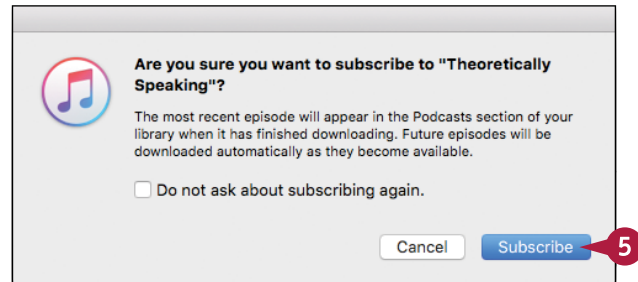 Are you sure you want to subscribe to "Theoretically
Speaking"?
The most recent episode will appear in the Podcasts section of your
library when it has finished downloading. Future episodes will be
downloaded automatically as they become available.
Do not ask about subscribing again.
Cancel
Subscribe
5